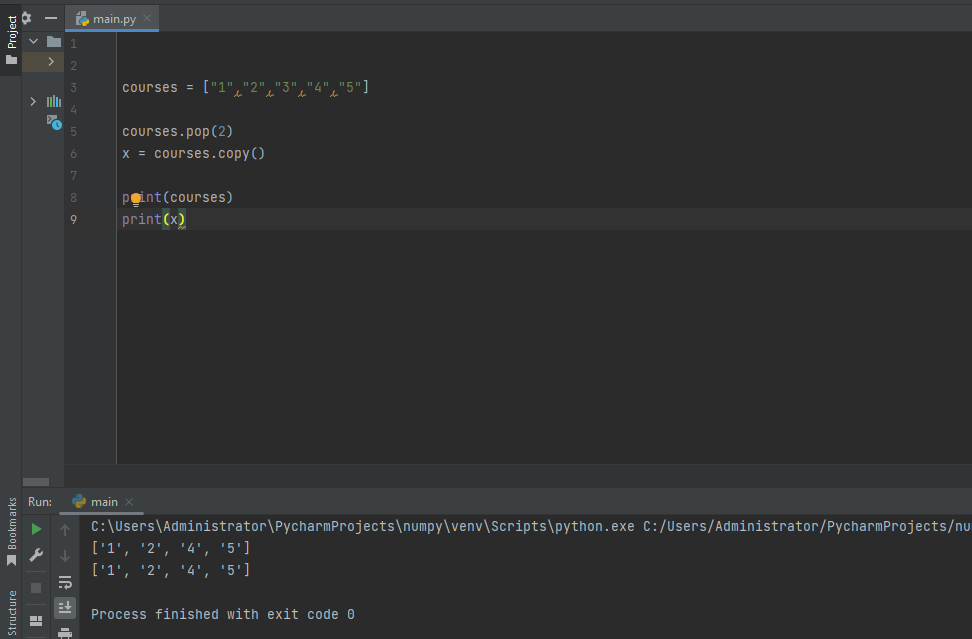 Project
main.py
1
2
3 courses = ["1","2","3","4","5"]
4
5 courses.pop(2)
6 x = courses.copy()
7
8 print(courses)
9 print(x)
Bookmarks
Structure
Run: main
C:\Users\Administrator\PycharmProjects\numpy\venv\Scripts\python.exe C:/Users/Administrator/PycharmProjects/nu
['1', '2', '4', '5']
['1', '2', '4', '5']
Process finished with exit code 0